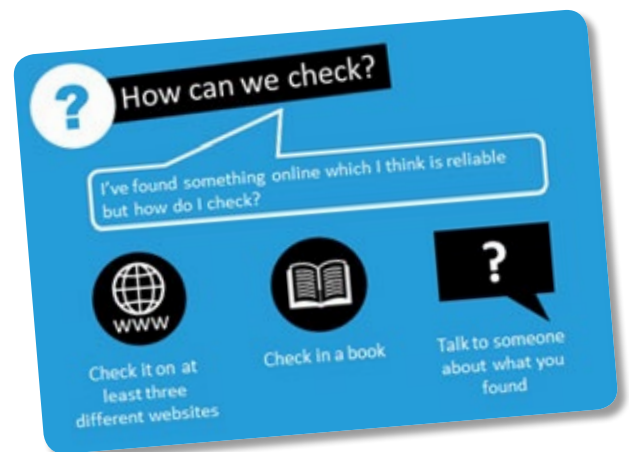 ?
How can we check?
I've found something online which I think is reliable
but how do I check?
www
Check it on at
least three
different websites
Check in a book
?
Talk to someone
about what you
found